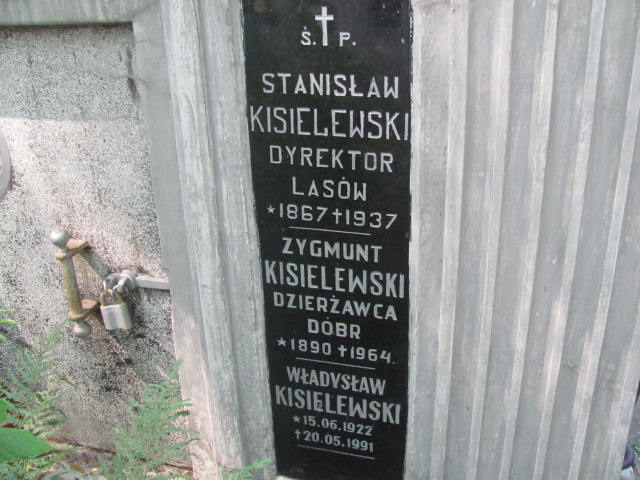 Ś. † P.
STANISŁAW
KISIELEWSKI
DYREKTOR
LASÓW
*1867†1937
ZYGMUNT
KISIELEWSKI
DZIERŻAWCA
DÓBR
*1890†1964.
WŁADYSŁAW
KISIELEWSKI
*15.06.1922
†20.05.1991